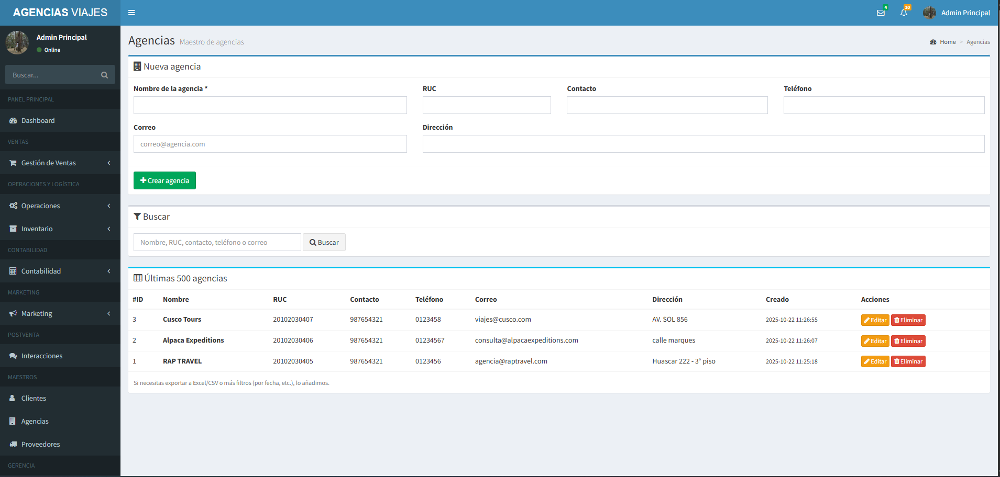 AGENCIAS VIAJES
4
10
Admin Principal
Admin Principal
Online
Buscar...
PANEL PRINCIPAL
Dashboard
VENTAS
Gestión de Ventas
OPERACIONES Y LOGÍSTICA
Operaciones
Inventario
CONTABILIDAD
Contabilidad
MARKETING
Marketing
POSTVENTA
Interacciones
MAESTROS
Clientes
Agencias
Proveedores
GERENCIA
Agencias Maestro de agencias
Home > Agencias
Nueva agencia
Nombre de la agencia * RUC Contacto Teléfono
Correo Dirección
correo@agencia.com
Crear agencia
Buscar
Nombre, RUC, contacto, teléfono o correo Buscar
Últimas 500 agencias
#ID Nombre RUC Contacto Teléfono Correo Dirección Creado Acciones
3 Cusco Tours 20102030407 987654321 0123458 viajes@cusco.com AV. SOL 856 2025-10-22 11:26:55 Editar Eliminar
2 Alpaca Expeditions 20102030406 987654321 01234567 consulta@alpacaexpeditions.com calle marques 2025-10-22 11:26:07 Editar Eliminar
1 RAP TRAVEL 20102030405 987654321 0123456 agencia@raptravel.com Huascar 222 - 3° piso 2025-10-22 11:25:18 Editar Eliminar
Si necesitas exportar a Excel/CSV o más filtros (por fecha, etc.), lo añadimos.